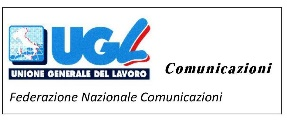 UGL
UNIONE GENERALE DEL LAVORO
Comunicazioni
Federazione Nazionale Comunicazioni